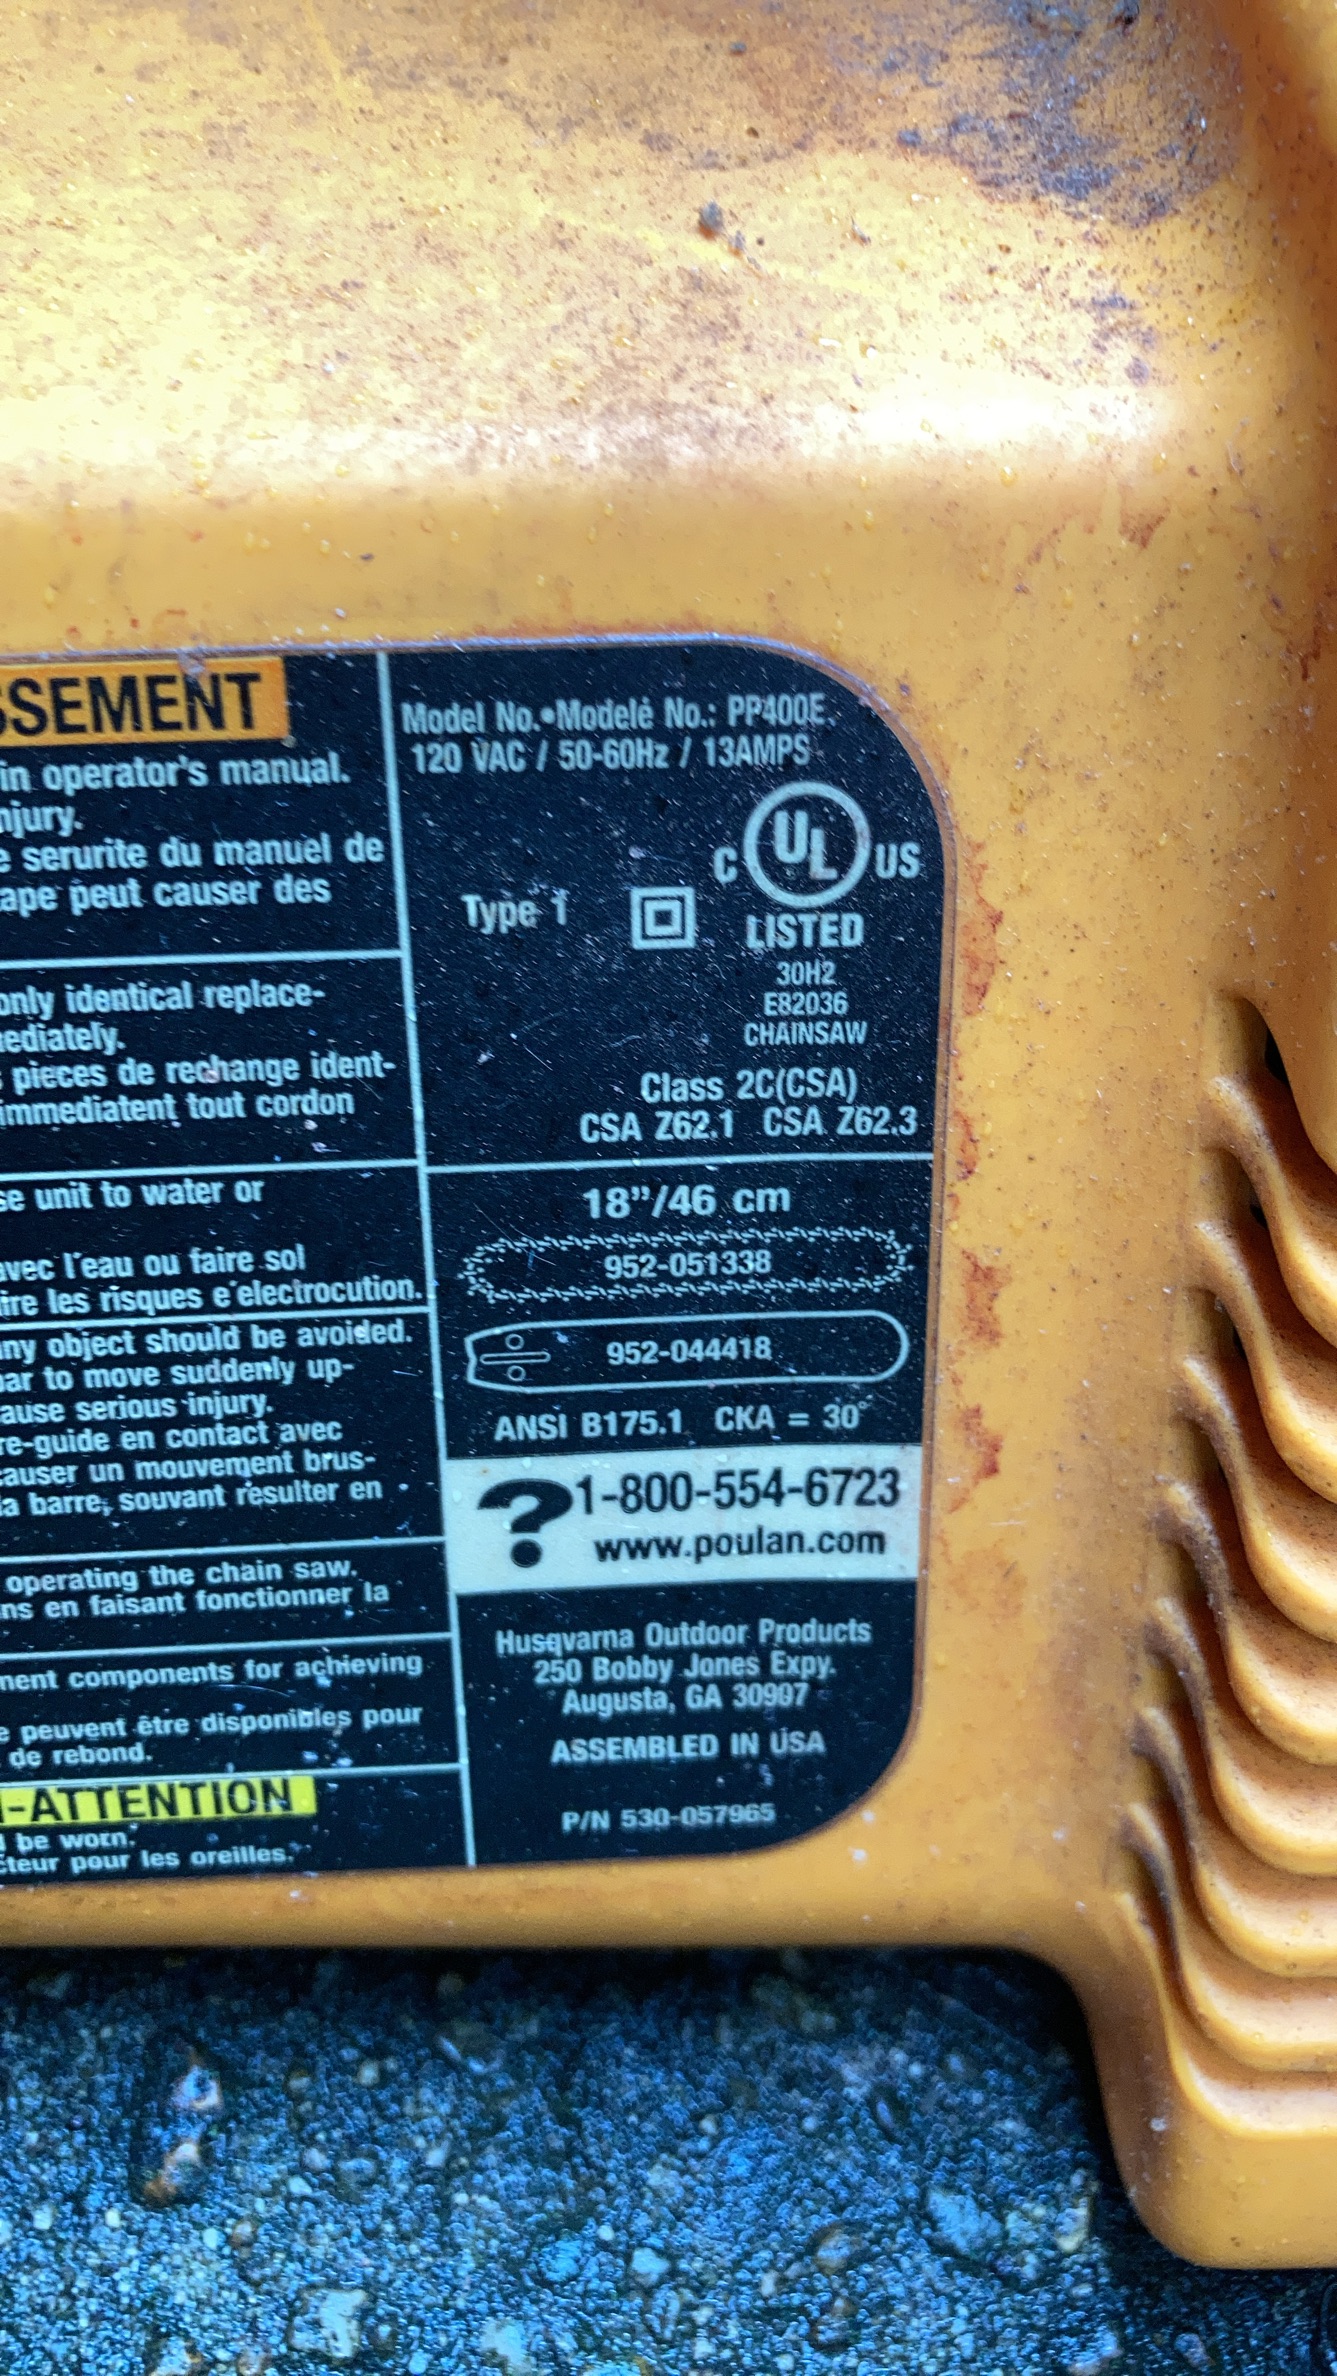 SSEMENT
in operator's manual.
njury.
e serurite du manuel de
ape peut causer des
only identical replace-
ediately.
pieces de rechange ident-
immediatent tout cordon
se unit to water or
avec l'eau ou faire sol
ire les risques e'electrocution.
ny object should be avoided.
bar to move suddenly up-
ause serious injury.
re-guide en contact avec
causer un mouvement brus-
la barre, souvant resulter en
operating the chain saw.
ns en faisant fonctionner la
ment components for achieving
e peuvent être disponibles pour
de rebond.
-ATTENTION
d be worn.
cteur pour les oreilles.
Model No.•Modelé No.: PP400E
120 VAC / 50-60Hz / 13AMPS
C UL US
Type 1
LISTED
30H2
E82036
CHAINSAW
Class 2C(CSA)
CSA Z62.1 CSA Z62.3
18”/46 cm
952-051338
952-044418
ANSI B175.1 CKA = 30°
?1-800-554-6723
www.poulan.com
Husqvarna Outdoor Products
250 Bobby Jones Expy.
Augusta, GA 30907
ASSEMBLED IN USA
P/N 530-057965